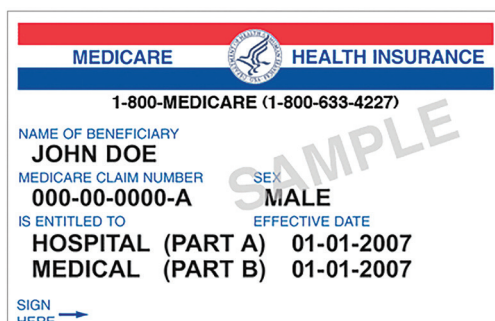 MEDICARE HEALTH INSURANCE
1-800-MEDICARE (1-800-633-4227)
NAME OF BENEFICIARY
JOHN DOE
MEDICARE CLAIM NUMBER SEX
000-00-0000-A MALE
IS ENTITLED TO EFFECTIVE DATE
HOSPITAL (PART A) 01-01-2007
MEDICAL (PART B) 01-01-2007
SIGN
HERE
SAMPLE